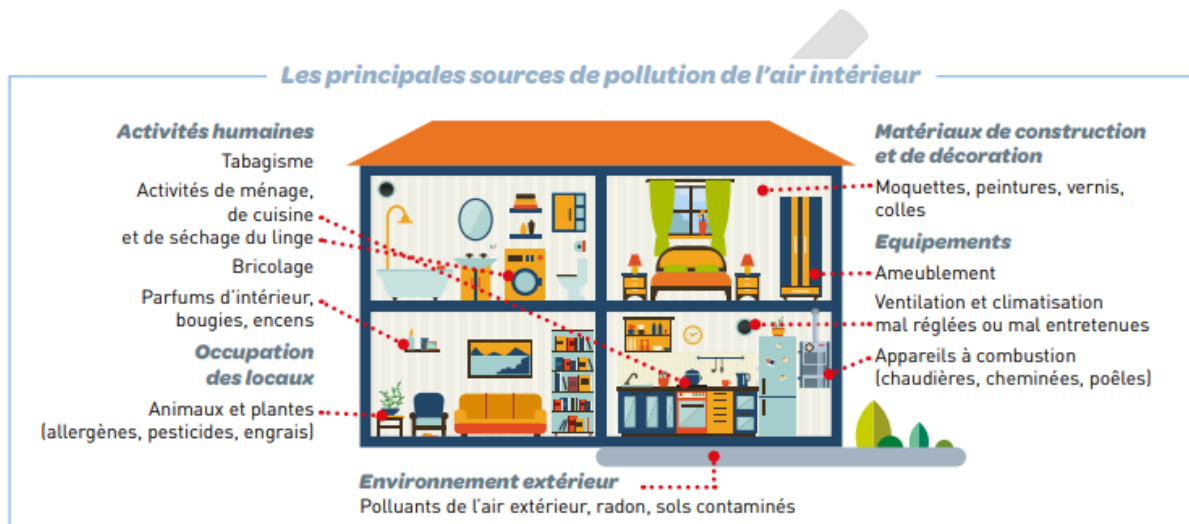 Les principales sources de pollution de l'air intérieur
Activités humaines
Tabagisme
Activités de ménage,
de cuisine
et de séchage du linge
Bricolage
Parfums d'intérieur,
bougies, encens
Occupation
des locaux
Animaux et plantes
(allergènes, pesticides, engrais)
Matériaux de construction
et de décoration
Moquettes, peintures, vernis,
colles
Equipements
Ameublement
Ventilation et climatisation
mal réglées ou mal entretenues
Appareils à combustion
(chaudières, cheminées, poêles)
Environnement extérieur
Polluants de l'air extérieur, radon, sols contaminés